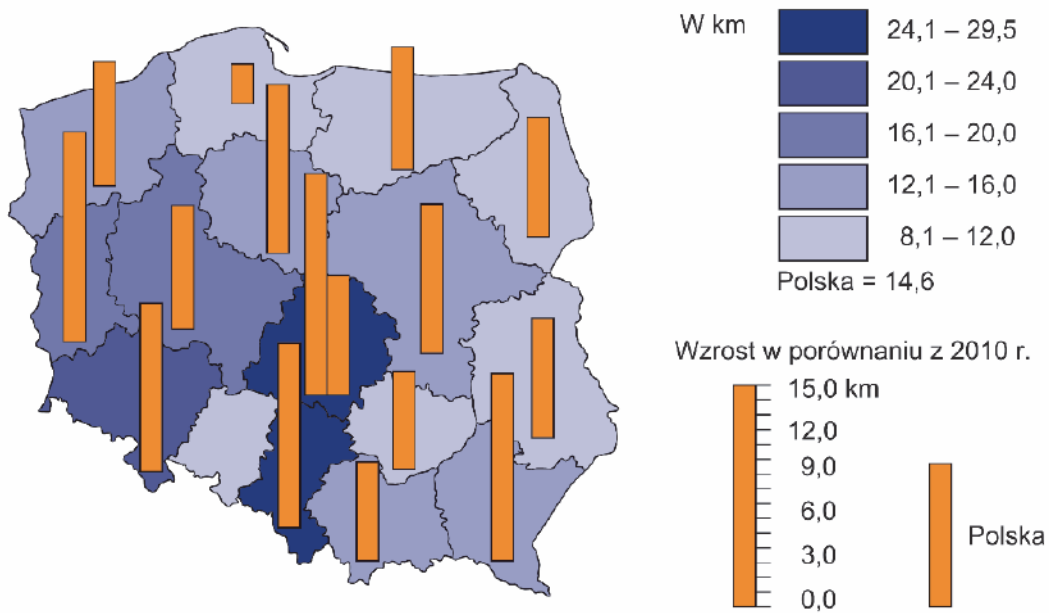 W km
24,1 – 29,5
20,1 – 24,0
16,1 – 20,0
12,1 – 16,0
8,1 – 12,0
Polska = 14,6
Wzrost w porównaniu z 2010 r.
15,0 km
12,0
9,0
6,0
3,0
0,0
Polska